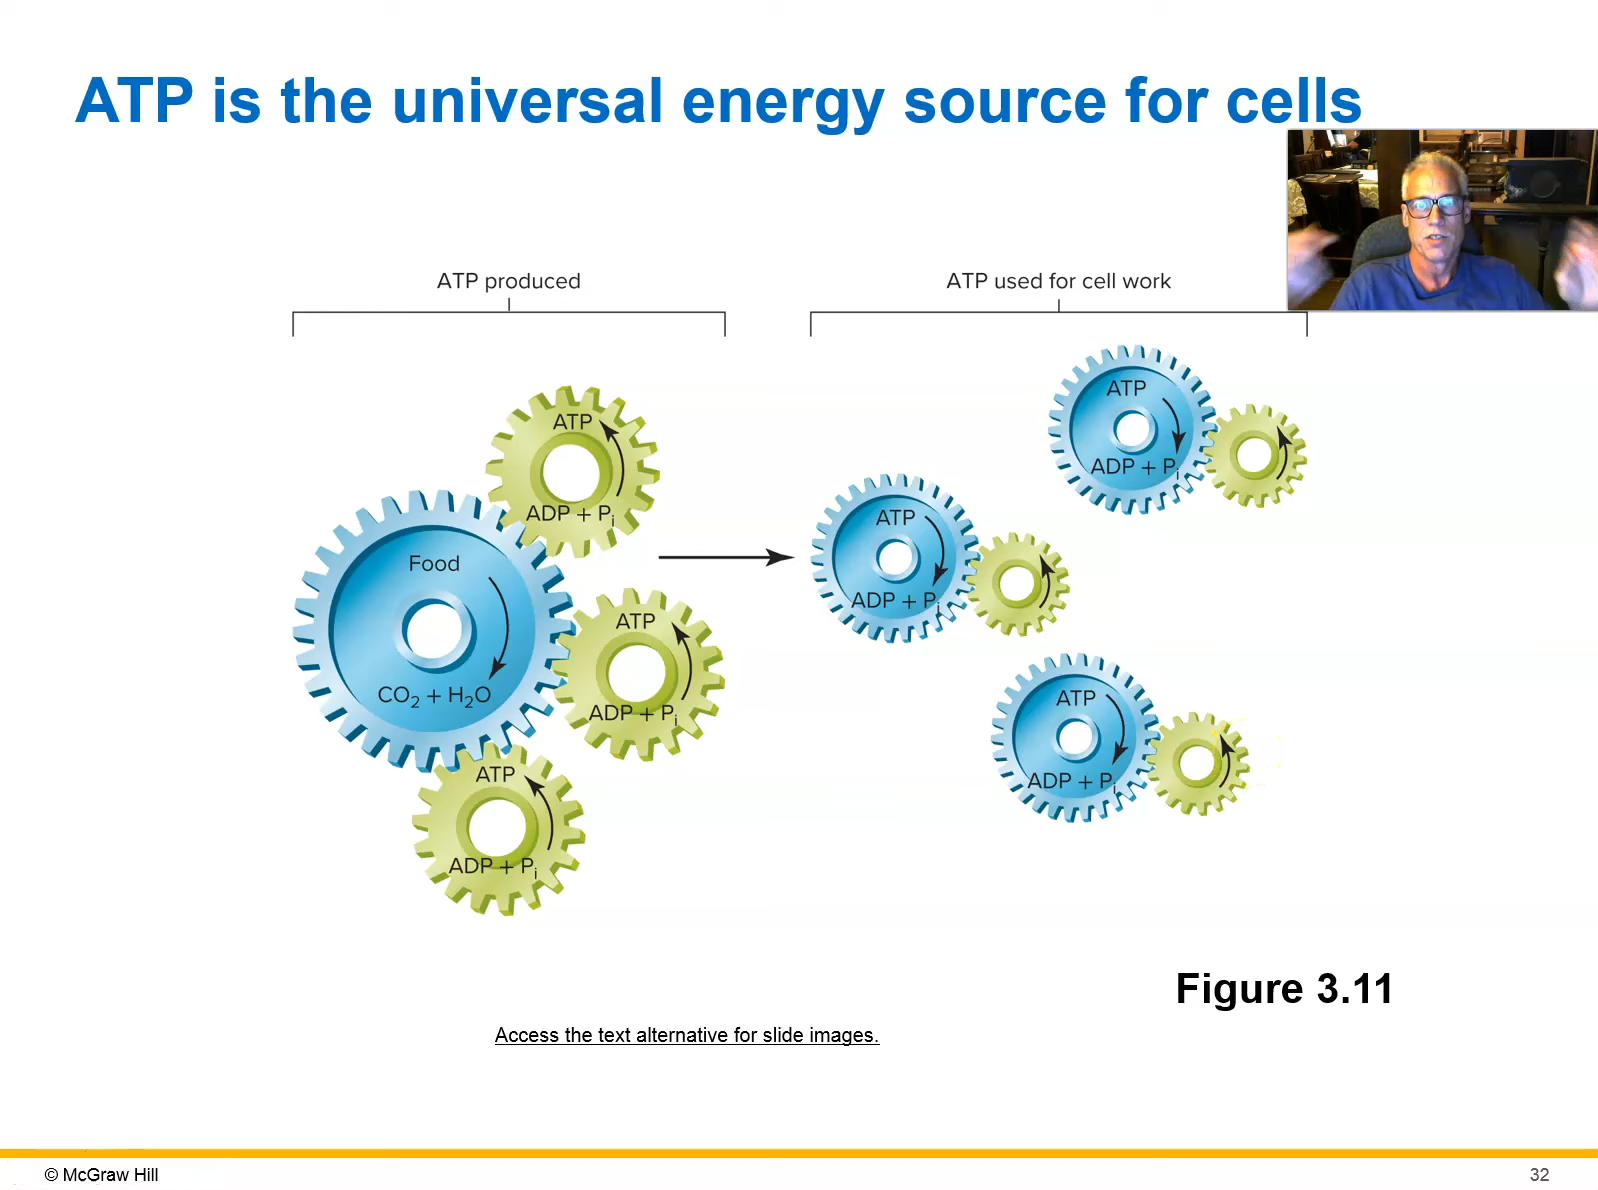 ATP is the universal energy source for cells
ATP produced
ATP used for cell work
ATP
ADP + Pi
Food
CO2 + H2O
ATP
ADP + Pi
ATP
ADP + Pi
ATP
ADP + Pi
ATP
ADP + Pi
ATP
ADP + Pi
Figure 3.11
Access the text alternative for slide images.
© McGraw Hill
32